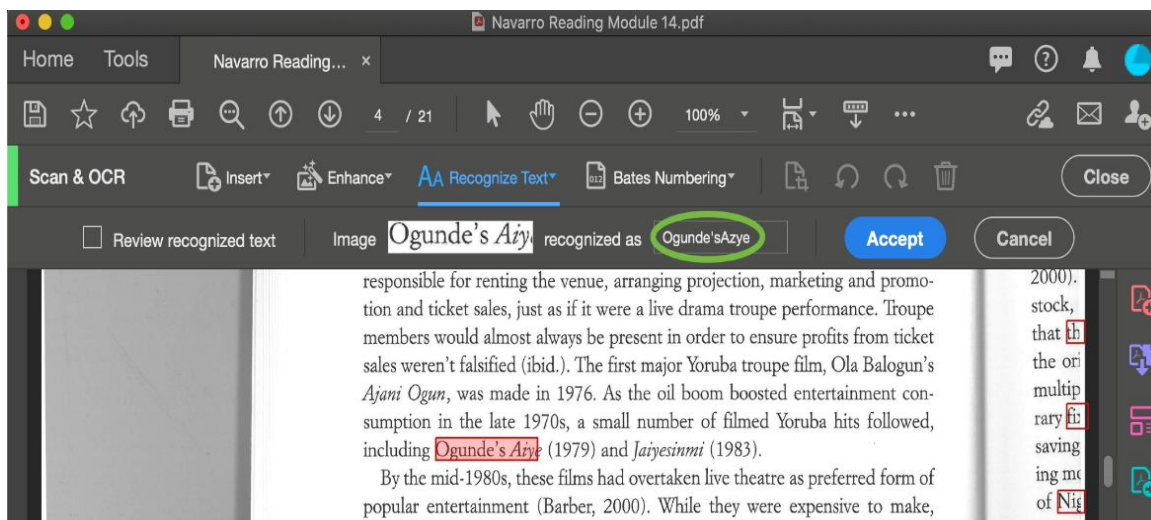 Navarro Reading Module 14.pdf
Home Tools Navarro Reading... ×
4 / 21 100%
Scan & OCR Insert Enhance AA Recognize Text 012 Bates Numbering Close
Review recognized text Image Ogunde's Aiy recognized as Ogunde'sAzye Accept Cancel
responsible for renting the venue, arranging projection, marketing and promo-
tion and ticket sales, just as if it were a live drama troupe performance. Troupe
members would almost always be present in order to ensure profits from ticket
sales weren't falsified (ibid.). The first major Yoruba troupe film, Ola Balogun's
Ajani Ogun, was made in 1976. As the oil boom boosted entertainment con-
sumption in the late 1970s, a small number of filmed Yoruba hits followed,
including Ogunde's Aiye (1979) and Jaiyesinmi (1983).
By the mid-1980s, these films had overtaken live theatre as preferred form of
popular entertainment (Barber, 2000). While they were expensive to make,
2000).
stock,
that th
the ori
multip
rary fi
saving
ing mo
of Nig